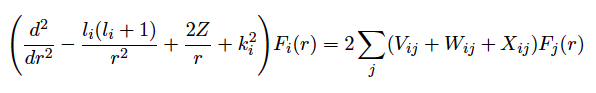 \left( \frac{d^2}{dr^2} - \frac{l_i(l_i+1)}{r^2} + \frac{2Z}{r} + k_i^2 \right) F_i(r) = 2 \sum_j (V_{ij} + W_{ij} + X_{ij}) F_j(r)